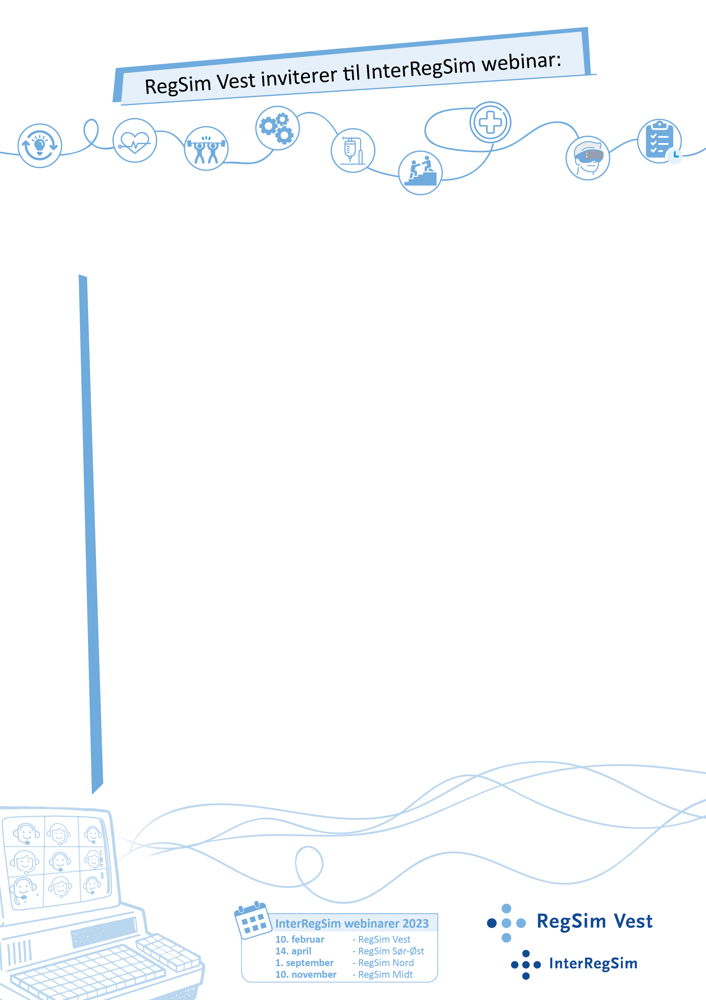 RegSim Vest inviterer til InterRegSim webinar:
InterRegSim webinarer 2023
10. februar - RegSim Vest
14. april - RegSim Sør-Øst
1. september - RegSim Nord
10. november - RegSim Midt
RegSim Vest
InterRegSim